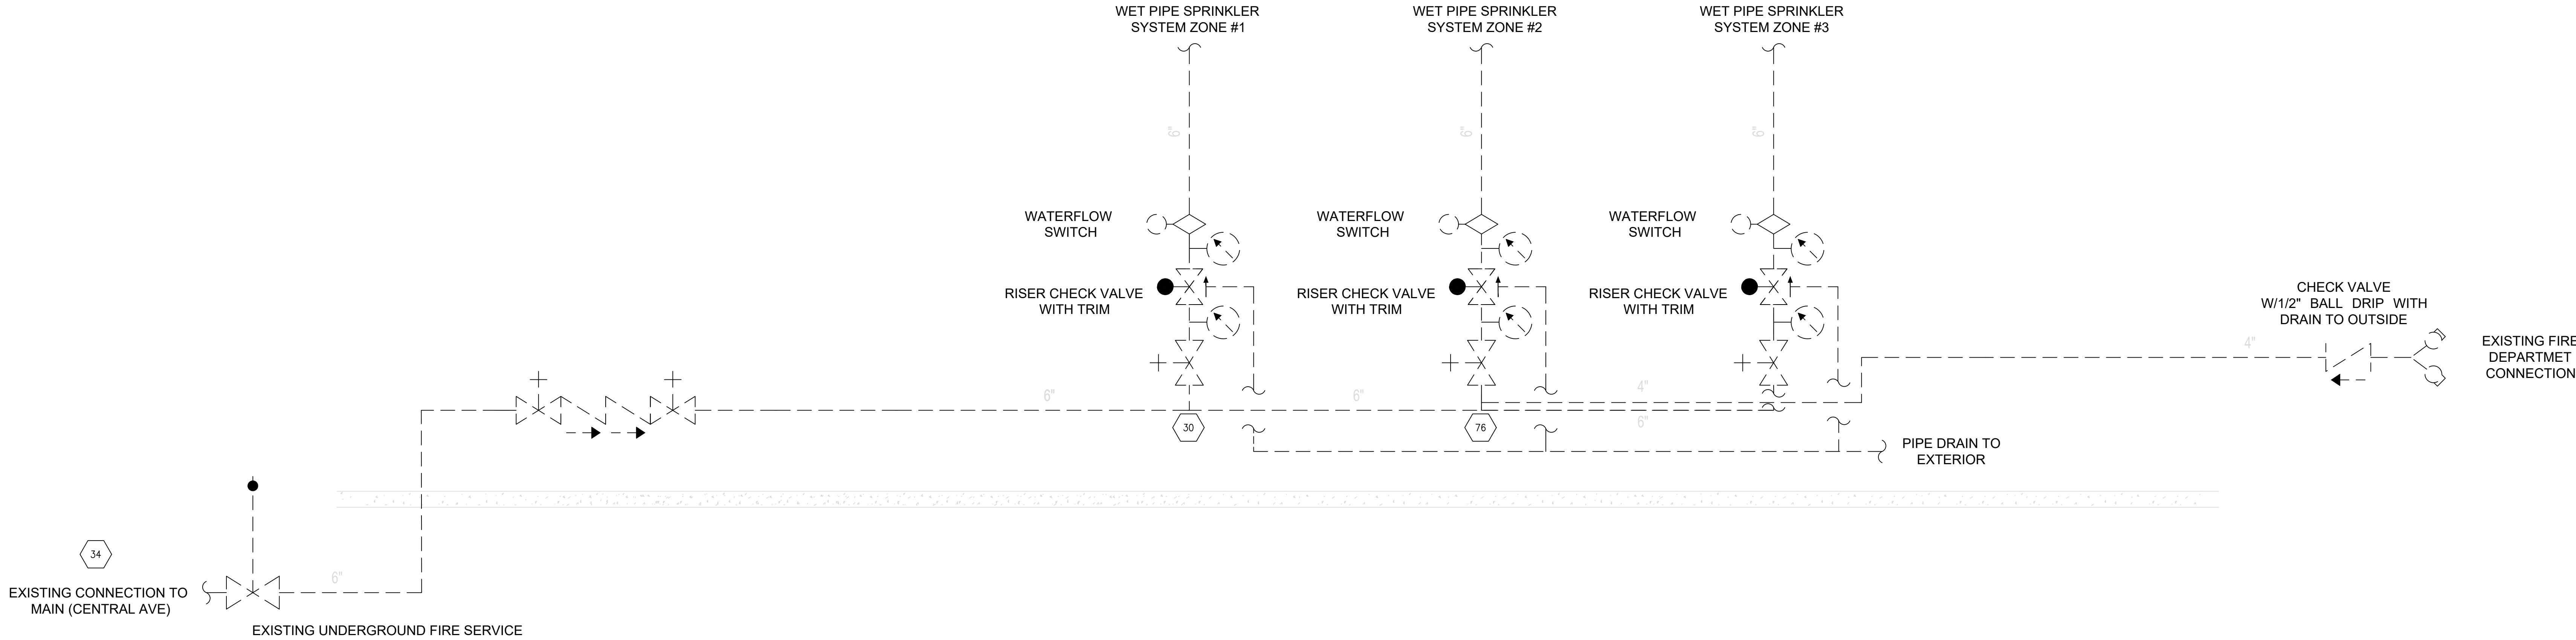 WET PIPE SPRINKLER
SYSTEM ZONE #1
WET PIPE SPRINKLER
SYSTEM ZONE #2
WET PIPE SPRINKLER
SYSTEM ZONE #3
6"
6"
6"
WATERFLOW
SWITCH
WATERFLOW
SWITCH
WATERFLOW
SWITCH
RISER CHECK VALVE
WITH TRIM
RISER CHECK VALVE
WITH TRIM
RISER CHECK VALVE
WITH TRIM
CHECK VALVE
W/1/2" BALL DRIP WITH
DRAIN TO OUTSIDE
EXISTING FIRE
DEPARTMET
CONNECTION
4"
4"
6"
6"
6"
30
76
PIPE DRAIN TO
EXTERIOR
34
6"
EXISTING CONNECTION TO
MAIN (CENTRAL AVE)
EXISTING UNDERGROUND FIRE SERVICE